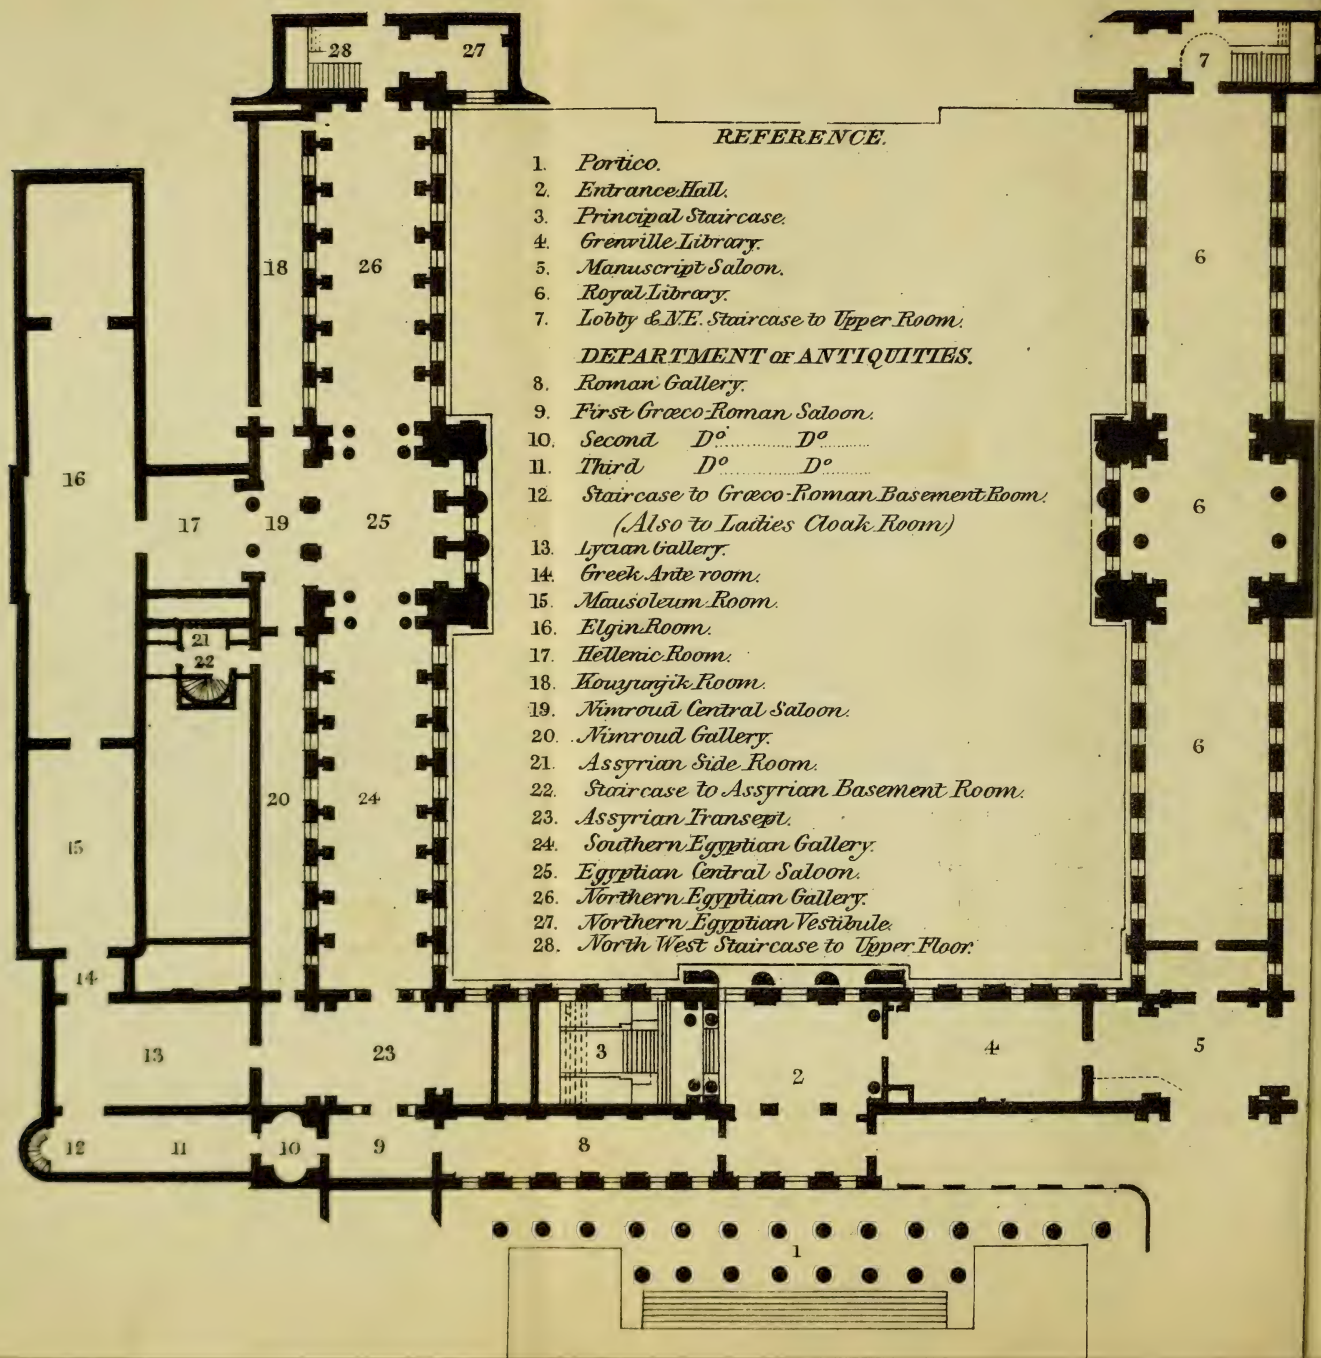 28
27
7
REFERENCE.
1. Portico.
2. Entrance Hall.
3. Principal Staircase.
4. Grenville Library.
5. Manuscript Saloon.
6. Royal Library.
7. Lobby & N.E. Staircase to Upper Room.
DEPARTMENT OF ANTIQUITIES.
8. Roman Gallery.
9. First Græco-Roman Saloon.
10. Second Dº Dº
11. Third Dº Dº
12. Staircase to Græco-Roman Basement Room.
(Also to Ladies Cloak Room)
13. Lycian Gallery.
14. Greek Ante room.
15. Mausoleum Room.
16. Elgin Room.
17. Hellenic Room.
18. Kouyunjik Room.
19. Nimroud Central Saloon.
20. Nimroud Gallery.
21. Assyrian Side Room.
22. Staircase to Assyrian Basement Room.
23. Assyrian Transept.
24. Southern Egyptian Gallery.
25. Egyptian Central Saloon.
26. Northern Egyptian Gallery.
27. Northern Egyptian Vestibule.
28. North West Staircase to Upper Floor.
18
26
6
16
17
19
25
6
21
22
20
24
6
15
14
13
23
3
2
4
5
12
11
10
9
8
1